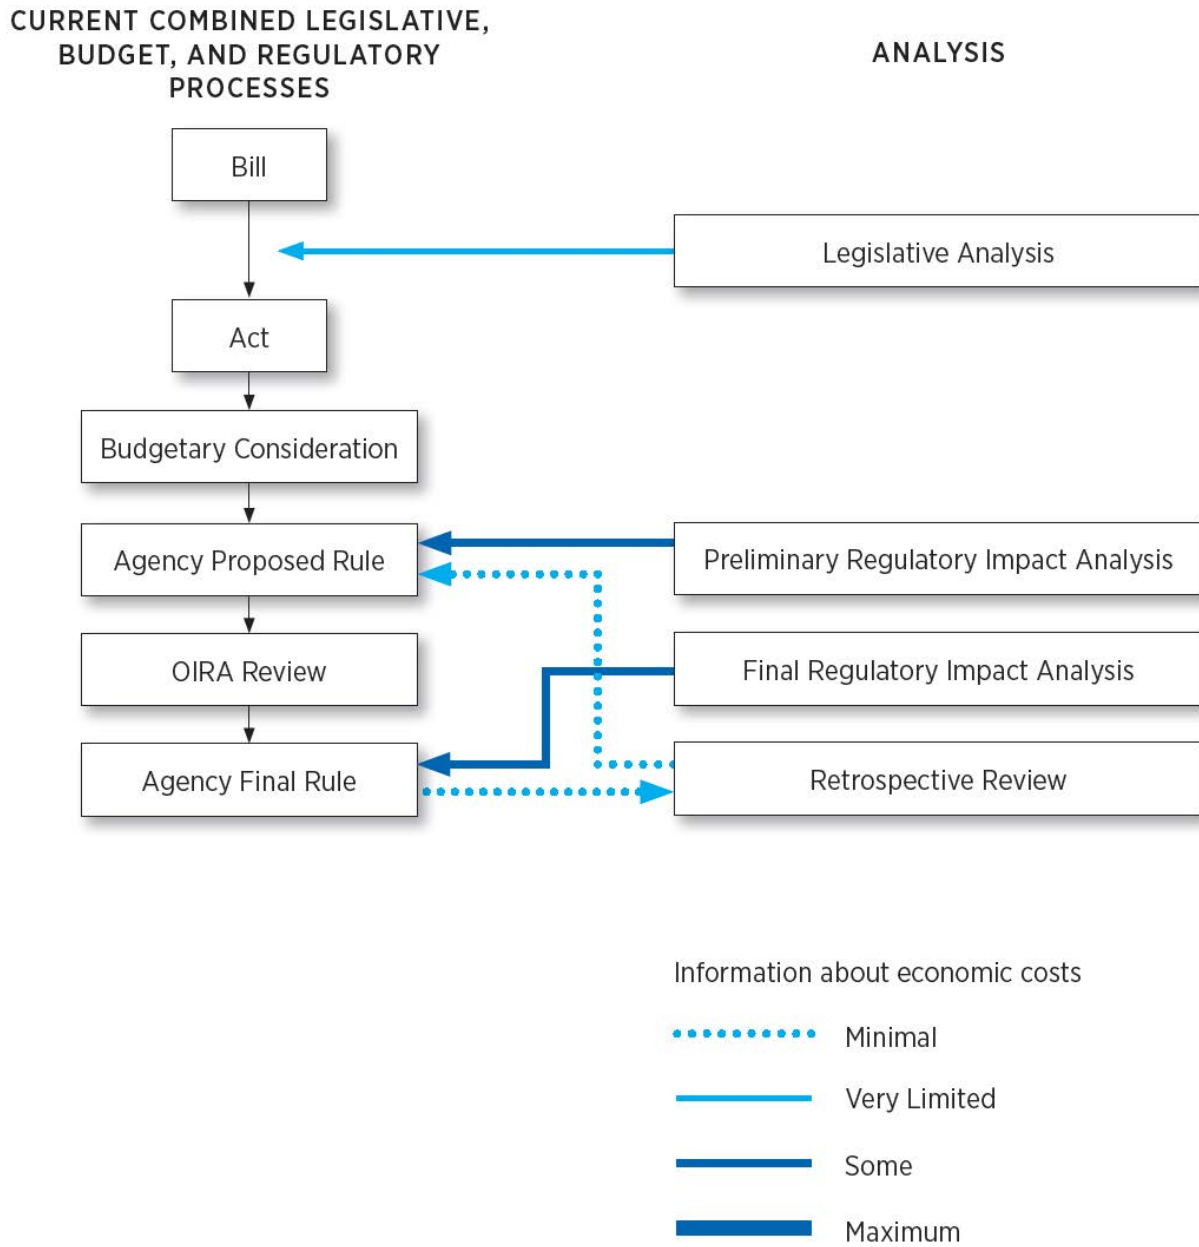 CURRENT COMBINED LEGISLATIVE,
BUDGET, AND REGULATORY
PROCESSES
ANALYSIS
Bill
Legislative Analysis
Act
Budgetary Consideration
Agency Proposed Rule
Preliminary Regulatory Impact Analysis
OIRA Review
Final Regulatory Impact Analysis
Agency Final Rule
Retrospective Review
Information about economic costs
Minimal
Very Limited
Some
Maximum